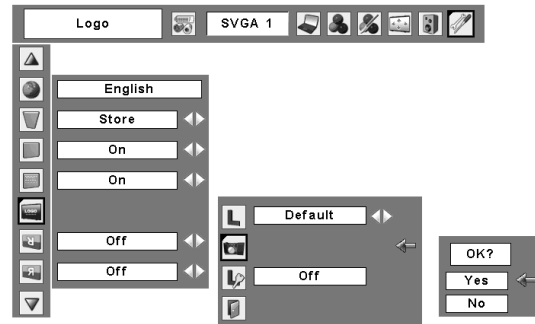 Logo
SVGA 1
English
Store
On
On
Off
Off
Default
Off
OK?
Yes
No